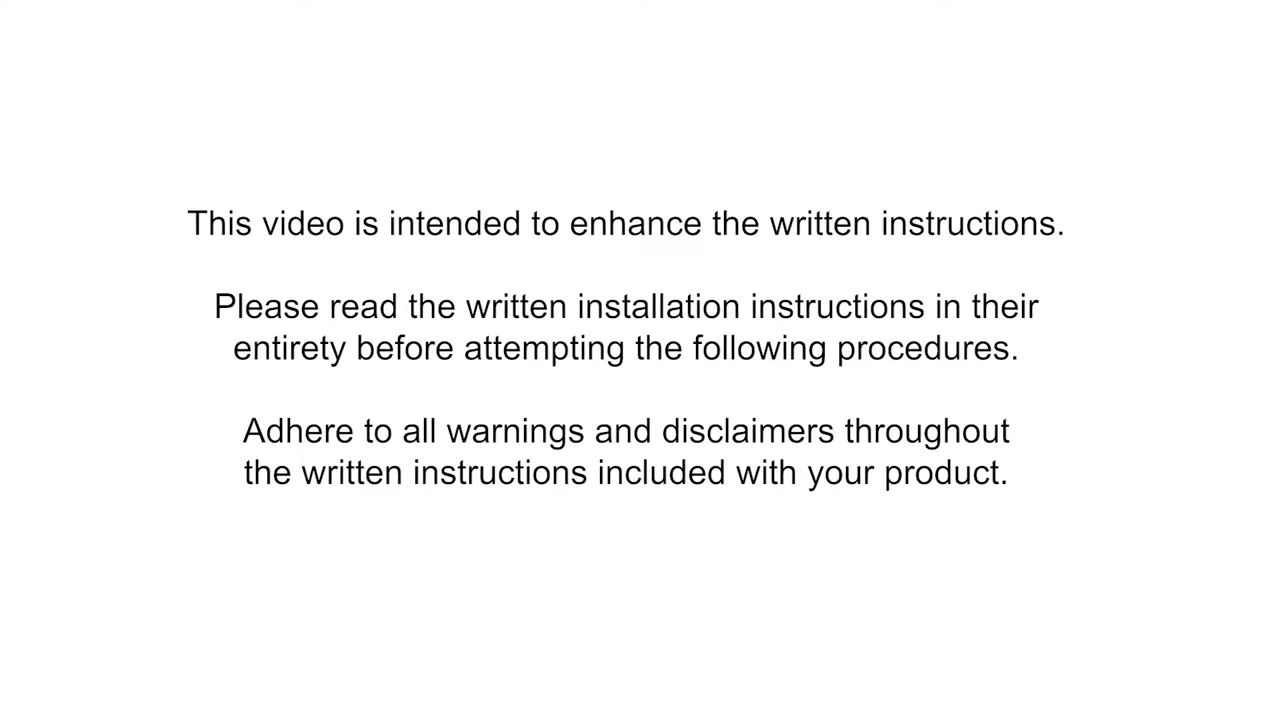 This video is intended to enhance the written instructions.
Please read the written installation instructions in their
entirety before attempting the following procedures.
Adhere to all warnings and disclaimers throughout
the written instructions included with your product.